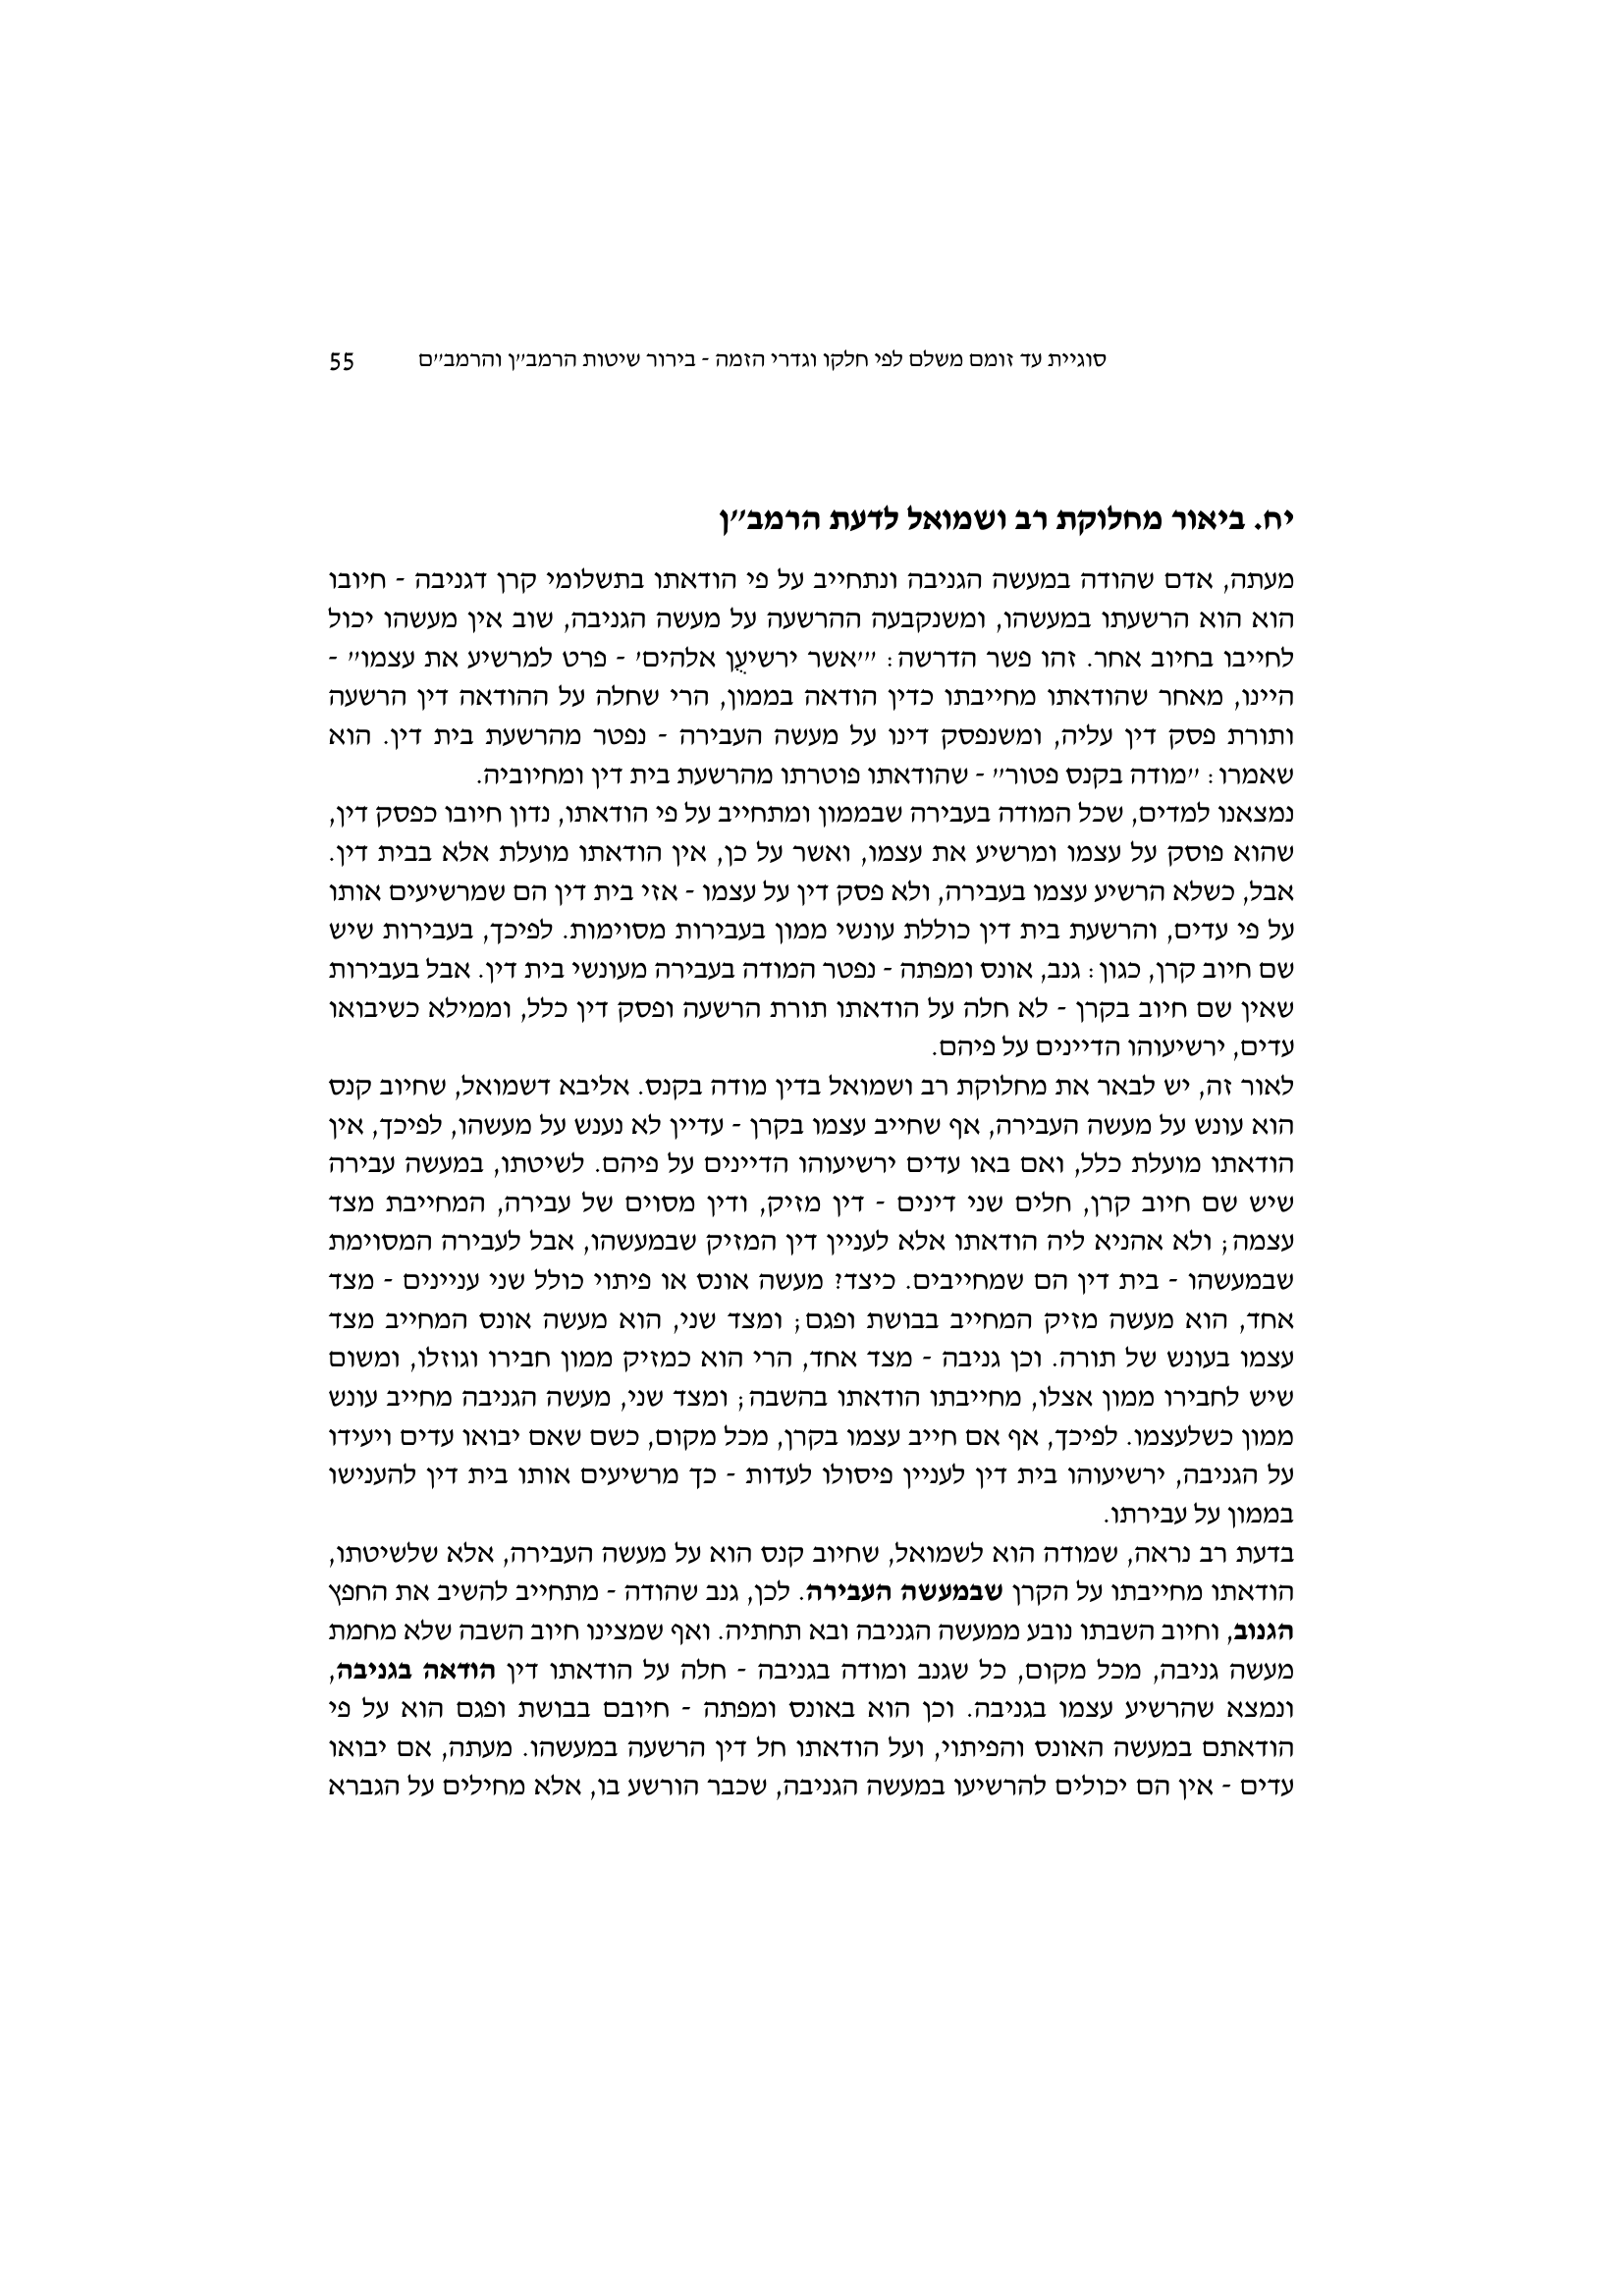 סוגיית עד זומם משלם לפי חלקו וגדרי הזמה - בירור שיטות הרמב״ן והרמב״ם 55
יח. ביאור מחלוקת רב ושמואל לדעת הרמב״ן
מעתה, אדם שהודה במעשה הגניבה ונתחייב על פי הודאתו בתשלומי קרן דגניבה - חיובו
הוא הוא הרשעתו במעשהו, ומשנקבעה ההרשעה על מעשה הגניבה, שוב אין מעשהו יכול
לחייבו בחיוב אחר. זהו פשר הדרשה: ״׳אשר ירשיעֻן אלהים׳ - פרט למרשיע את עצמו״ -
היינו, מאחר שהודאתו מחייבתו כדין הודאה בממון, הרי שחלה על ההודאה דין הרשעה
ותורת פסק דין עליה, ומשנפסק דינו על מעשה העבירה - נפטר מהרשעת בית דין. הוא
שאמרו: ״מודה בקנס פטור״ - שהודאתו פוטרתו מהרשעת בית דין ומחיוביה.
נמצאנו למדים, שכל המודה בעבירה שבממון ומתחייב על פי הודאתו, נדון חיובו כפסק דין,
שהוא פוסק על עצמו ומרשיע את עצמו, ואשר על כן, אין הודאתו מועלת אלא בבית דין.
אבל, כשלא הרשיע עצמו בעבירה, ולא פסק דין על עצמו - אזי בית דין הם שמרשיעים אותו
על פי עדים, והרשעת בית דין כוללת עונשי ממון בעבירות מסוימות. לפיכך, בעבירות שיש
שם חיוב קרן, כגון: גנב, אונס ומפתה - נפטר המודה בעבירה מעונשי בית דין. אבל בעבירות
שאין שם חיוב בקרן - לא חלה על הודאתו תורת הרשעה ופסק דין כלל, וממילא כשיבואו
עדים, ירשיעוהו הדיינים על פיהם.
לאור זה, יש לבאר את מחלוקת רב ושמואל בדין מודה בקנס. אליבא דשמואל, שחיוב קנס
הוא עונש על מעשה העבירה, אף שחייב עצמו בקרן - עדיין לא נענש על מעשהו, לפיכך, אין
הודאתו מועלת כלל, ואם באו עדים ירשיעוהו הדיינים על פיהם. לשיטתו, במעשה עבירה
שיש שם חיוב קרן, חלים שני דינים - דין מזיק, ודין מסוים של עבירה, המחייבת מצד
עצמה; ולא אהניא ליה הודאתו אלא לעניין דין המזיק שבמעשהו, אבל לעבירה המסוימת
שבמעשהו - בית דין הם שמחייבים. כיצד? מעשה אונס או פיתוי כולל שני עניינים - מצד
אחד, הוא מעשה מזיק המחייב בבושת ופגם; ומצד שני, הוא מעשה אונס המחייב מצד
עצמו בעונש של תורה. וכן גניבה - מצד אחד, הרי הוא כמזיק ממון חבירו וגוזלו, ומשום
שיש לחבירו ממון אצלו, מחייבתו הודאתו בהשבה; ומצד שני, מעשה הגניבה מחייב עונש
ממון כשלעצמו. לפיכך, אף אם חייב עצמו בקרן, מכל מקום, כשם שאם יבואו עדים ויעידו
על הגניבה, ירשיעוהו בית דין לעניין פיסולו לעדות - כך מרשיעים אותו בית דין להענישו
בממון על עבירתו.
בדעת רב נראה, שמודה הוא לשמואל, שחיוב קנס הוא על מעשה העבירה, אלא שלשיטתו,
הודאתו מחייבתו על הקרן שבמעשה העבירה. לכן, גנב שהודה - מתחייב להשיב את החפץ
הגנוב, וחיוב השבתו נובע ממעשה הגניבה ובא תחתיה. ואף שמצינו חיוב השבה שלא מחמת
מעשה גניבה, מכל מקום, כל שגנב ומודה בגניבה - חלה על הודאתו דין הודאה בגניבה,
ונמצא שהרשיע עצמו בגניבה. וכן הוא באונס ומפתה - חיובם בבושת ופגם הוא על פי
הודאתם במעשה האונס והפיתוי, ועל הודאתו חל דין הרשעה במעשהו. מעתה, אם יבואו
עדים - אין הם יכולים להרשיעו במעשה הגניבה, שכבר הורשע בו, אלא מחילים על הגברא